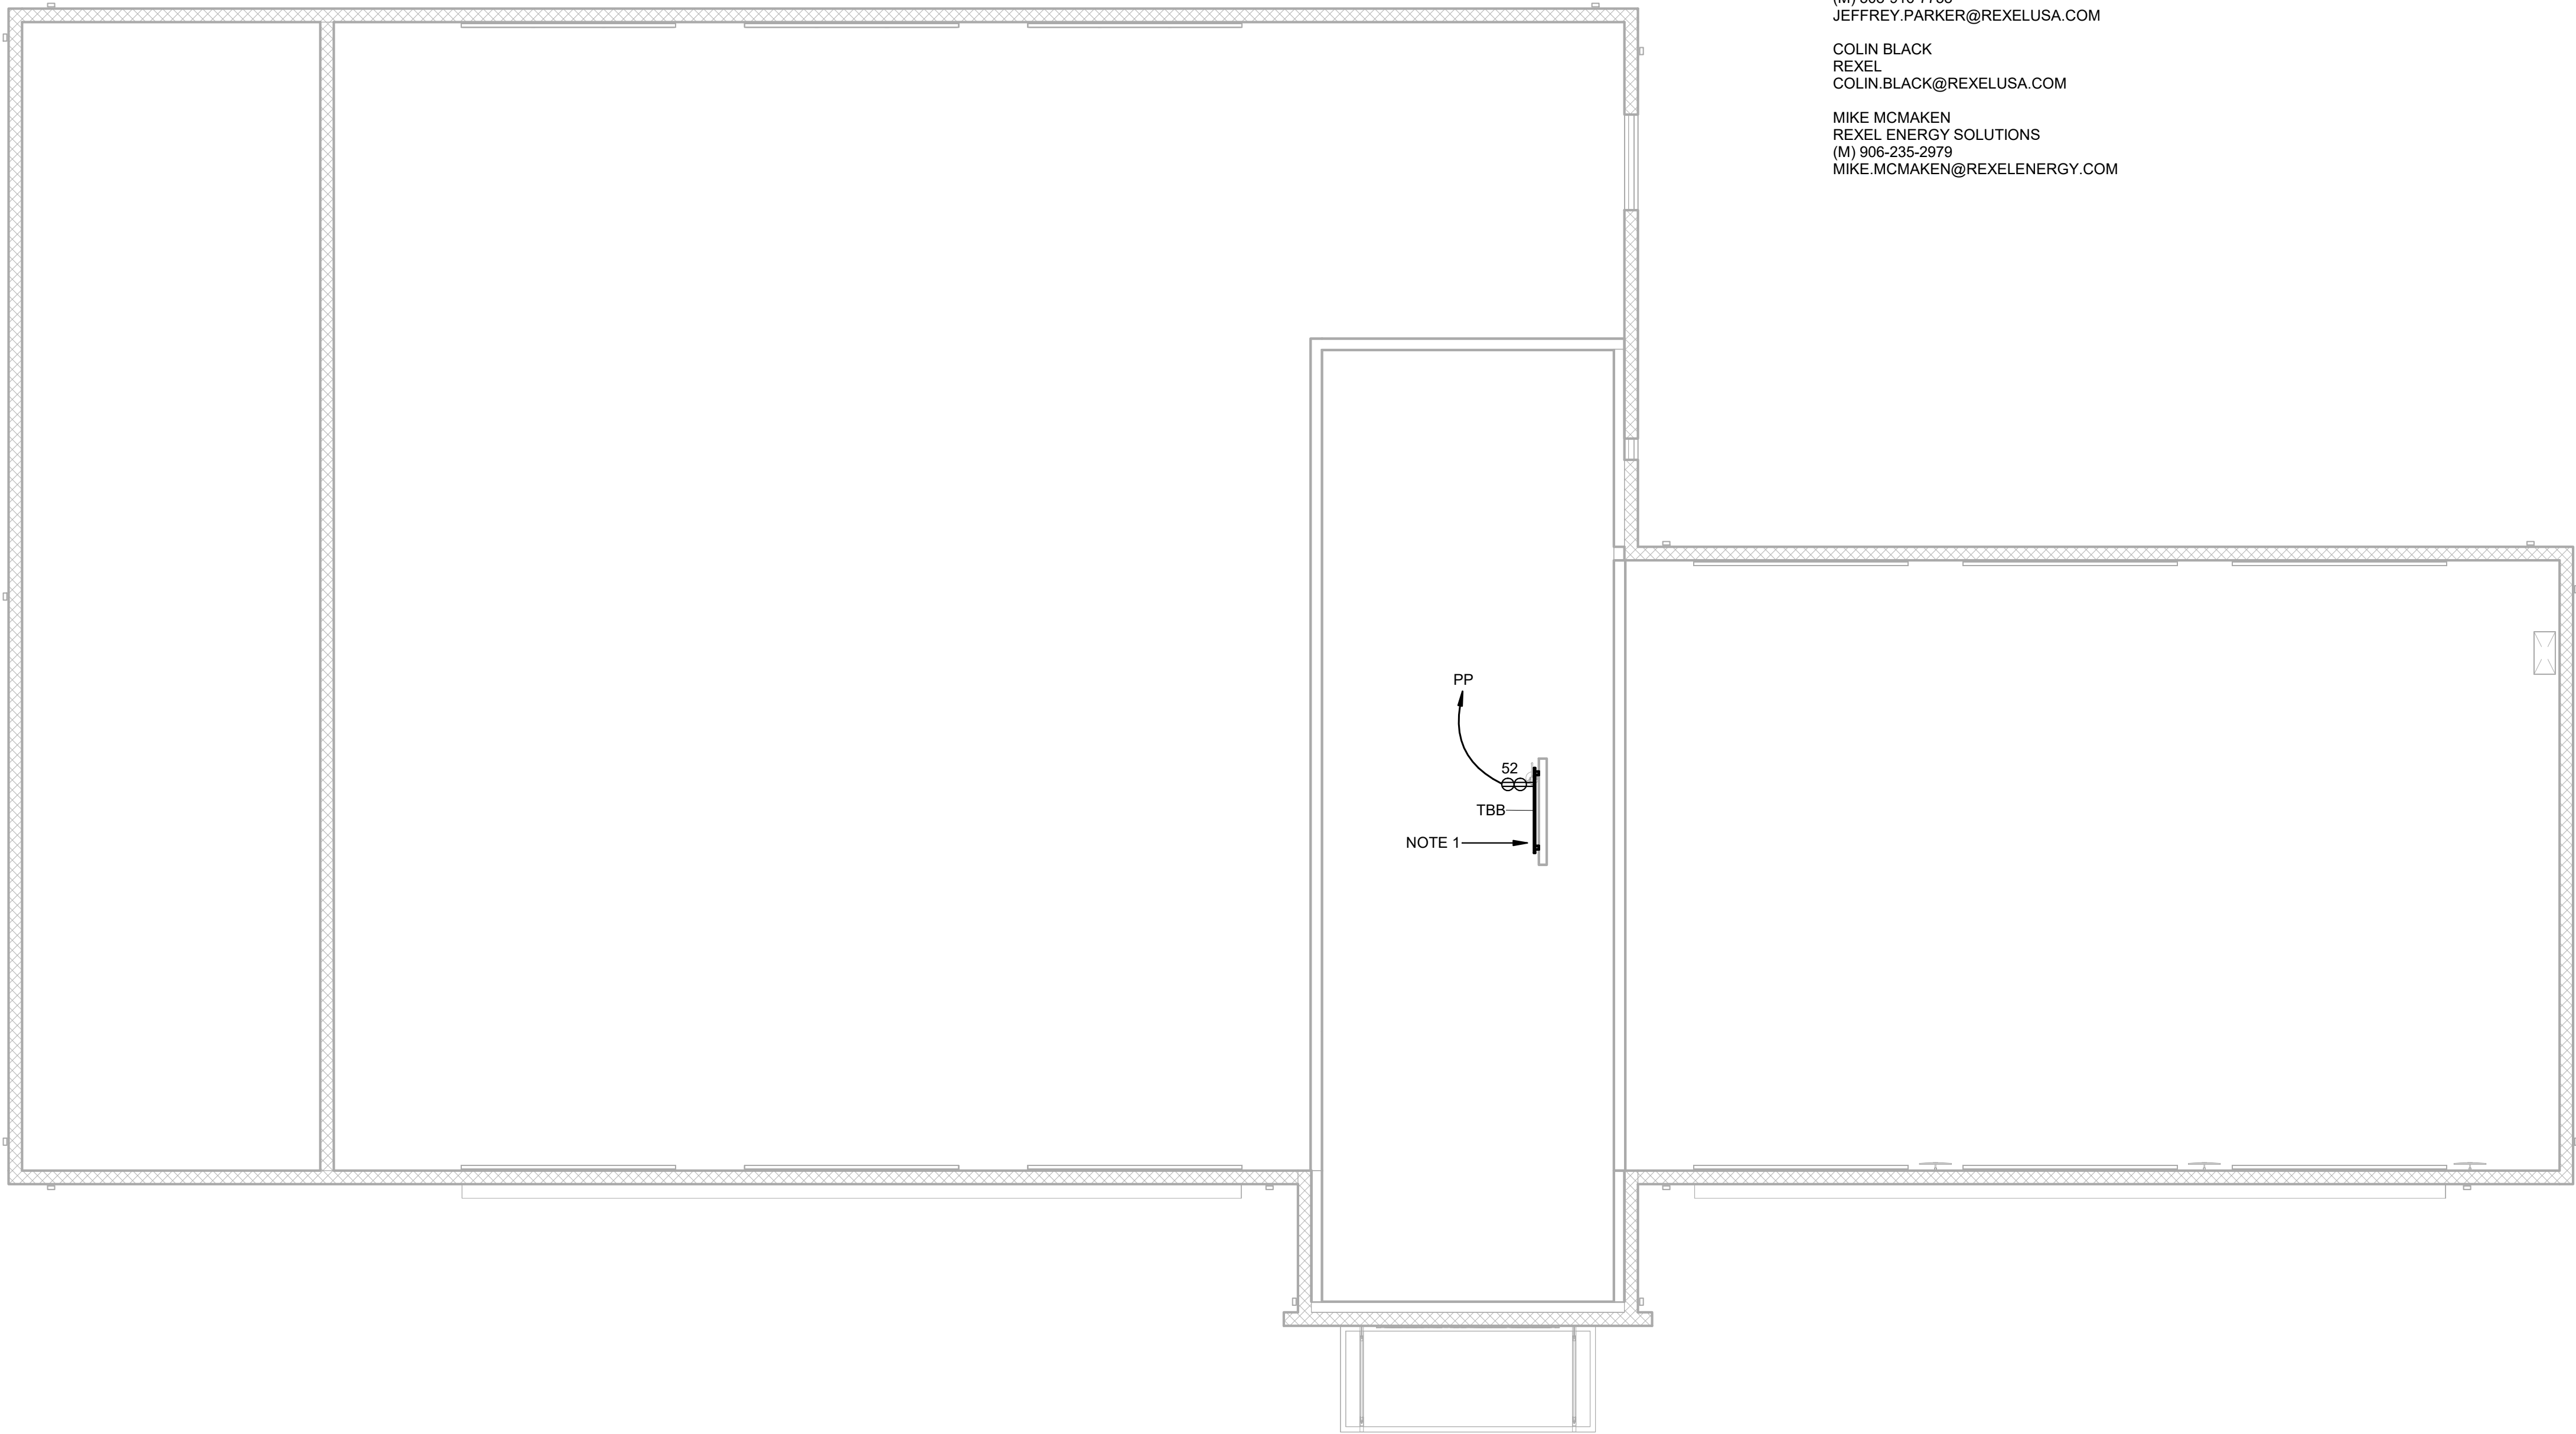 JEFFREY.PARKER@REXELUSA.COM
COLIN BLACK
REXEL
COLIN.BLACK@REXELUSA.COM
MIKE MCMAKEN
REXEL ENERGY SOLUTIONS
(M) 906-235-2979
MIKE.MCMAKEN@REXELENERGY.COM
PP
52
TBB
NOTE 1